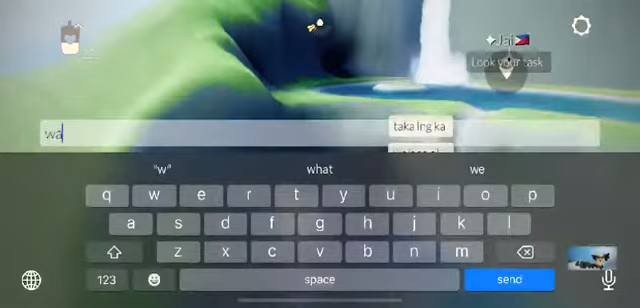 ✦Jai🇵🇭
Look your task
wa
taka lng ka
"w" what we
q w e r t y u i o p
a s d f g h j k l
z x c v b n m
123 space send